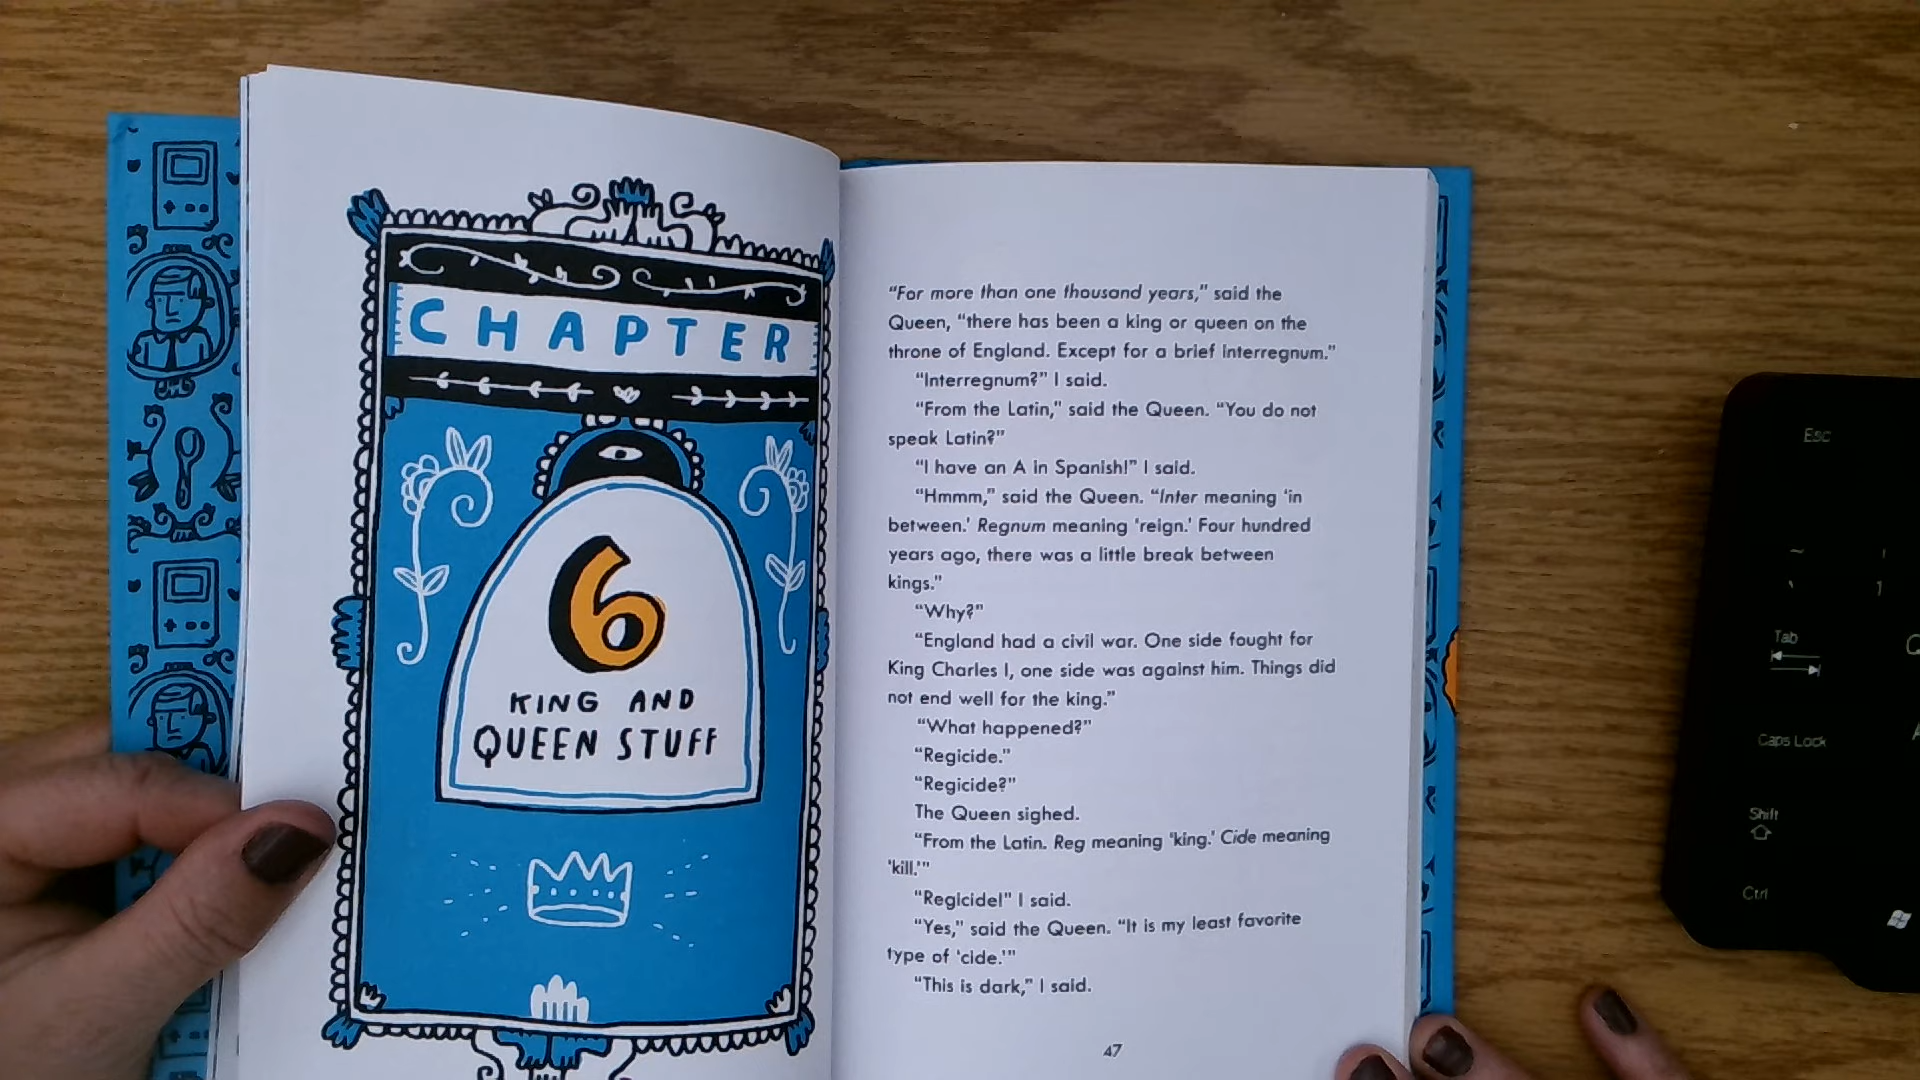 CHAPTER
6
KING AND
QUEEN STUFF
“For more than one thousand years,” said the
Queen, “there has been a king or queen on the
throne of England. Except for a brief interregnum.”
“Interregnum?” I said.
“From the Latin,” said the Queen. “You do not
speak Latin?”
“I have an A in Spanish!” I said.
“Hmmm,” said the Queen. “Inter meaning ‘in
between.’ Regnum meaning ‘reign.’ Four hundred
years ago, there was a little break between
kings.”
“Why?”
“England had a civil war. One side fought for
King Charles I, one side was against him. Things did
not end well for the king.”
“What happened?”
“Regicide.”
“Regicide?”
The Queen sighed.
“From the Latin. Reg meaning ‘king.’ Cide meaning
‘kill.’”
“Regicide!” I said.
“Yes,” said the Queen. “It is my least favorite
type of ‘cide.’”
“This is dark,” I said.
47
Esc
~
!
`
1
Tab
Q
Caps Lock
A
Shift
Ctrl